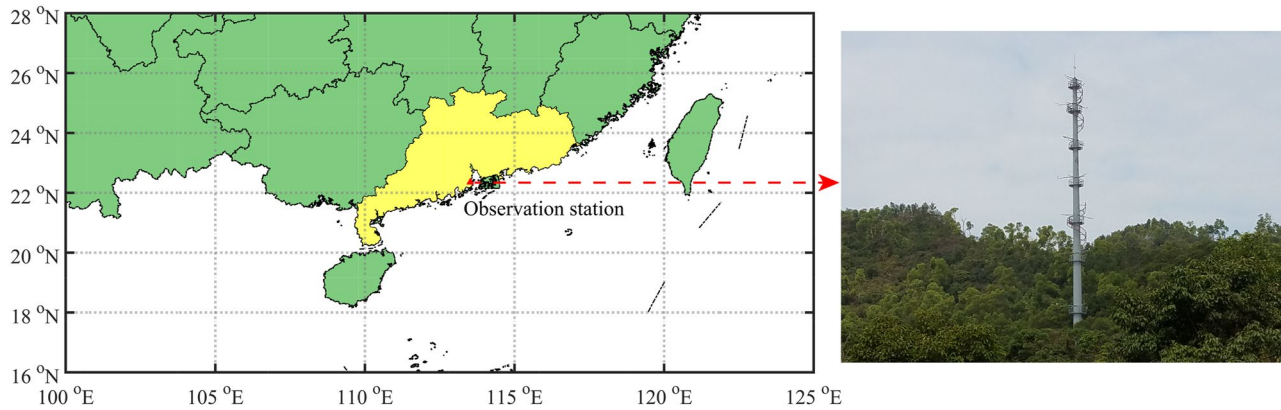 28 °N
26 °N
24 °N
22 °N
20 °N
18 °N
16 °N
Observation station
100 °E
105 °E
110 °E
115 °E
120 °E
125 °E